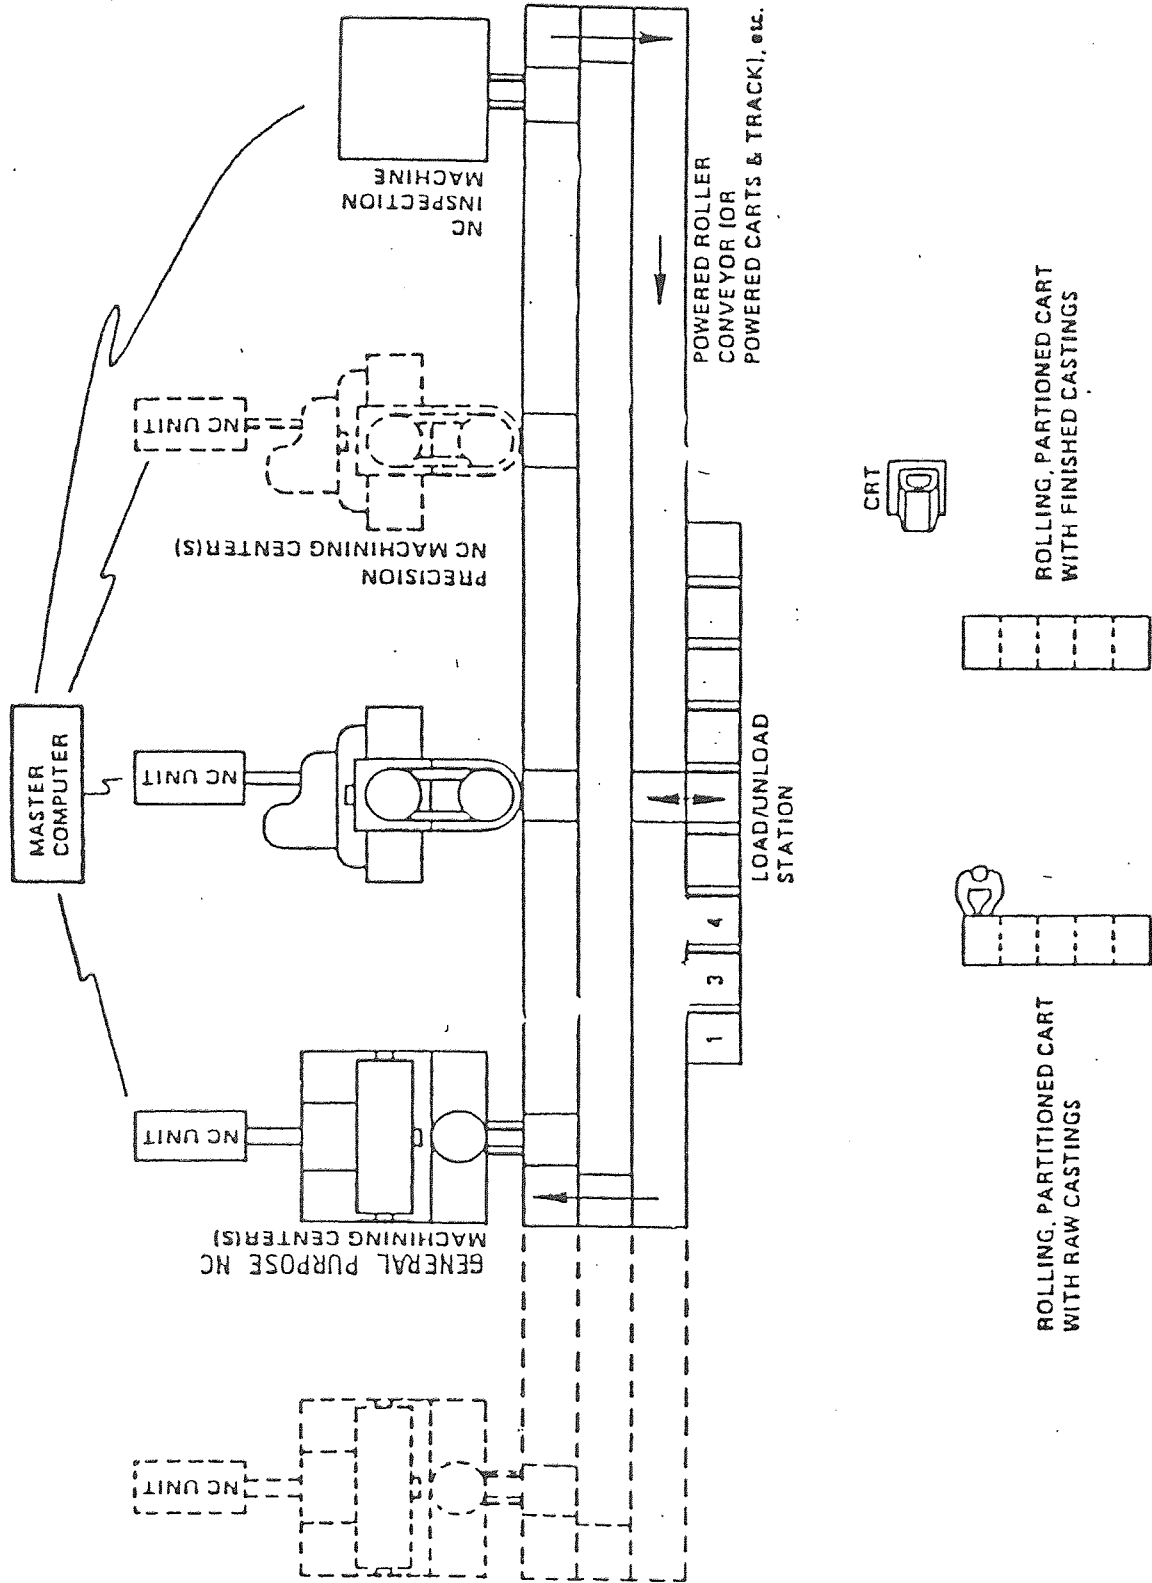 MASTER
COMPUTER
NC UNIT
NC UNIT
NC UNIT
NC UNIT
GENERAL PURPOSE NC
MACHINING CENTER(S)
PRECISION
NC MACHINING CENTER(S)
NC
INSPECTION
MACHINE
POWERED ROLLER
CONVEYOR (OR
POWERED CARTS & TRACK), etc.
1
3
4
LOAD/UNLOAD
STATION
CRT
ROLLING, PARTITIONED CART
WITH RAW CASTINGS
ROLLING, PARTIONED CART
WITH FINISHED CASTINGS